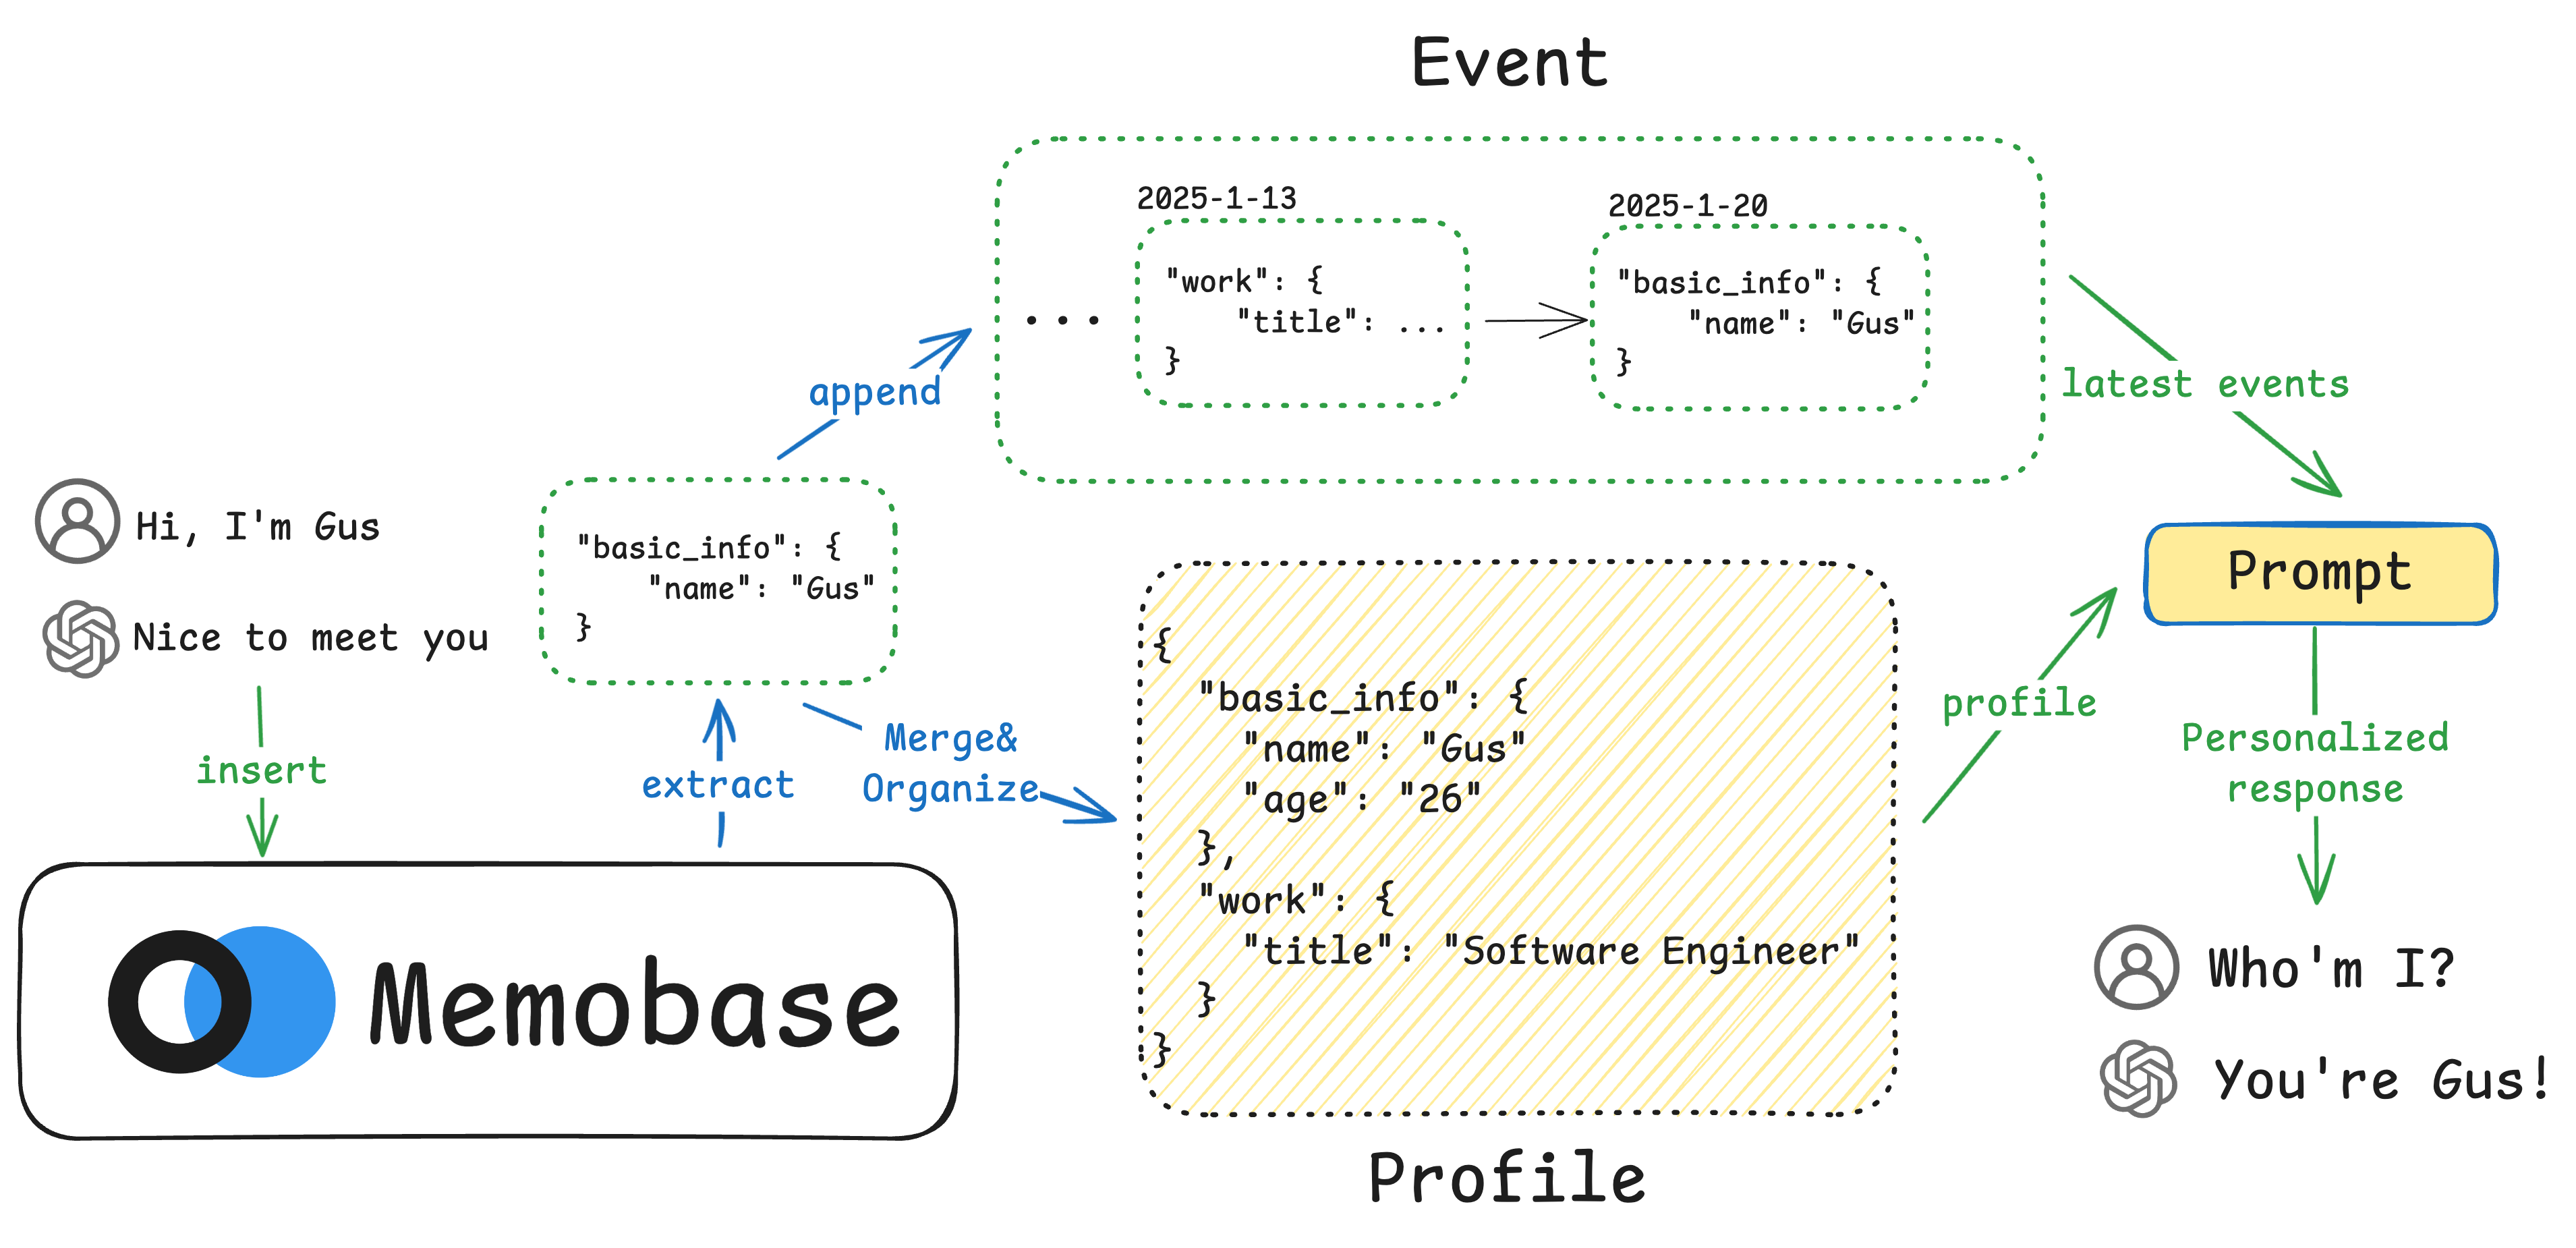 Event
2025-1-13
"work": {
"title": ...
}
2025-1-20
"basic_info": {
"name": "Gus"
}
...
append
latest events
Hi, I'm Gus
Nice to meet you
"basic_info": {
"name": "Gus"
}
insert
extract
Merge&
Organize
Memobase
{
"basic_info": {
"name": "Gus"
"age": "26"
},
"work": {
"title": "Software Engineer"
}
}
Profile
profile
Prompt
Personalized
response
Who'm I?
You're Gus!